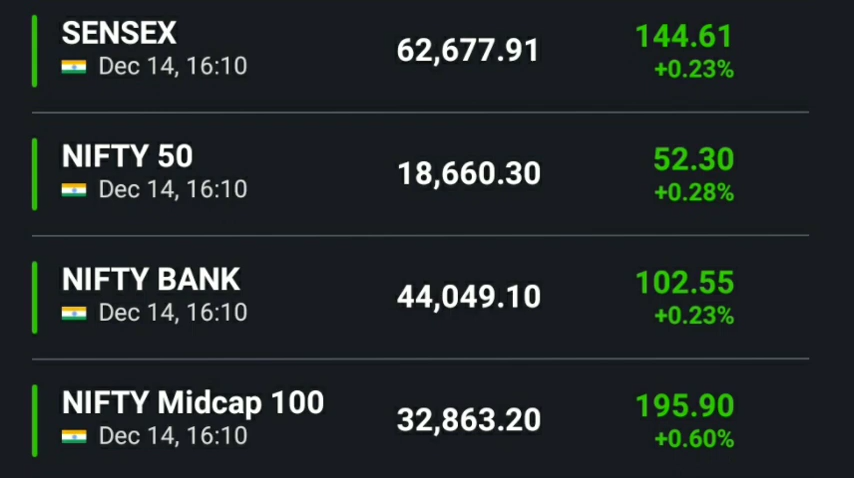 SENSEX
Dec 14, 16:10
62,677.91
144.61
+0.23%
NIFTY 50
Dec 14, 16:10
18,660.30
52.30
+0.28%
NIFTY BANK
Dec 14, 16:10
44,049.10
102.55
+0.23%
NIFTY Midcap 100
Dec 14, 16:10
32,863.20
195.90
+0.60%